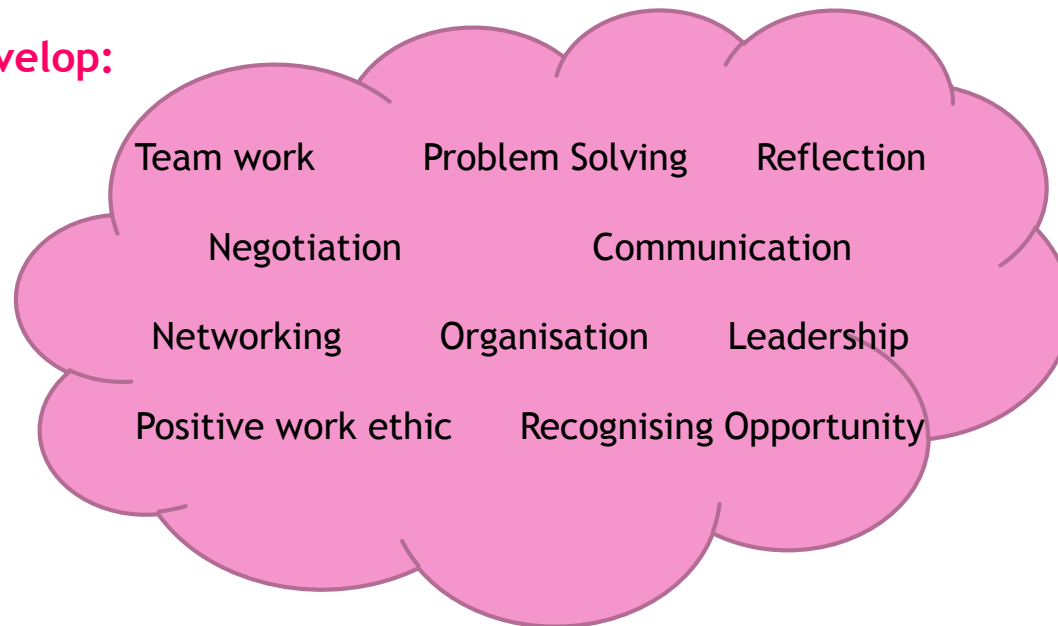 velop:
Team work Problem Solving Reflection
Negotiation Communication
Networking Organisation Leadership
Positive work ethic Recognising Opportunity